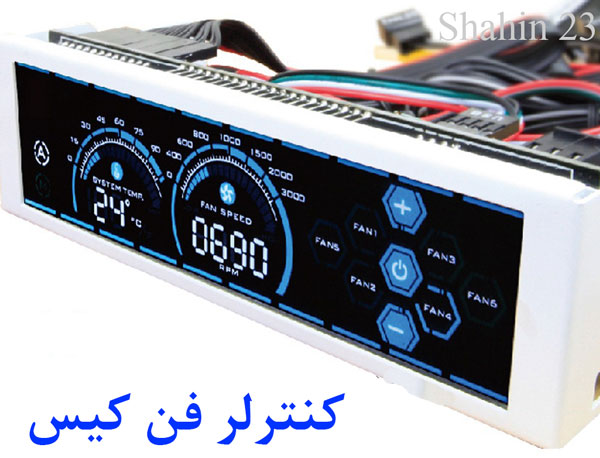 Shahin 23
15 30 45 60 75 90
0
SYSTEM TEMP.
24° °C
0 400 600 800 1000 1500 2000 3000
FAN SPEED
0690
RPM
A
+
FAN1
FAN3
FAN5
FAN2
FAN4
FAN6
−
کنترلر فن کیس